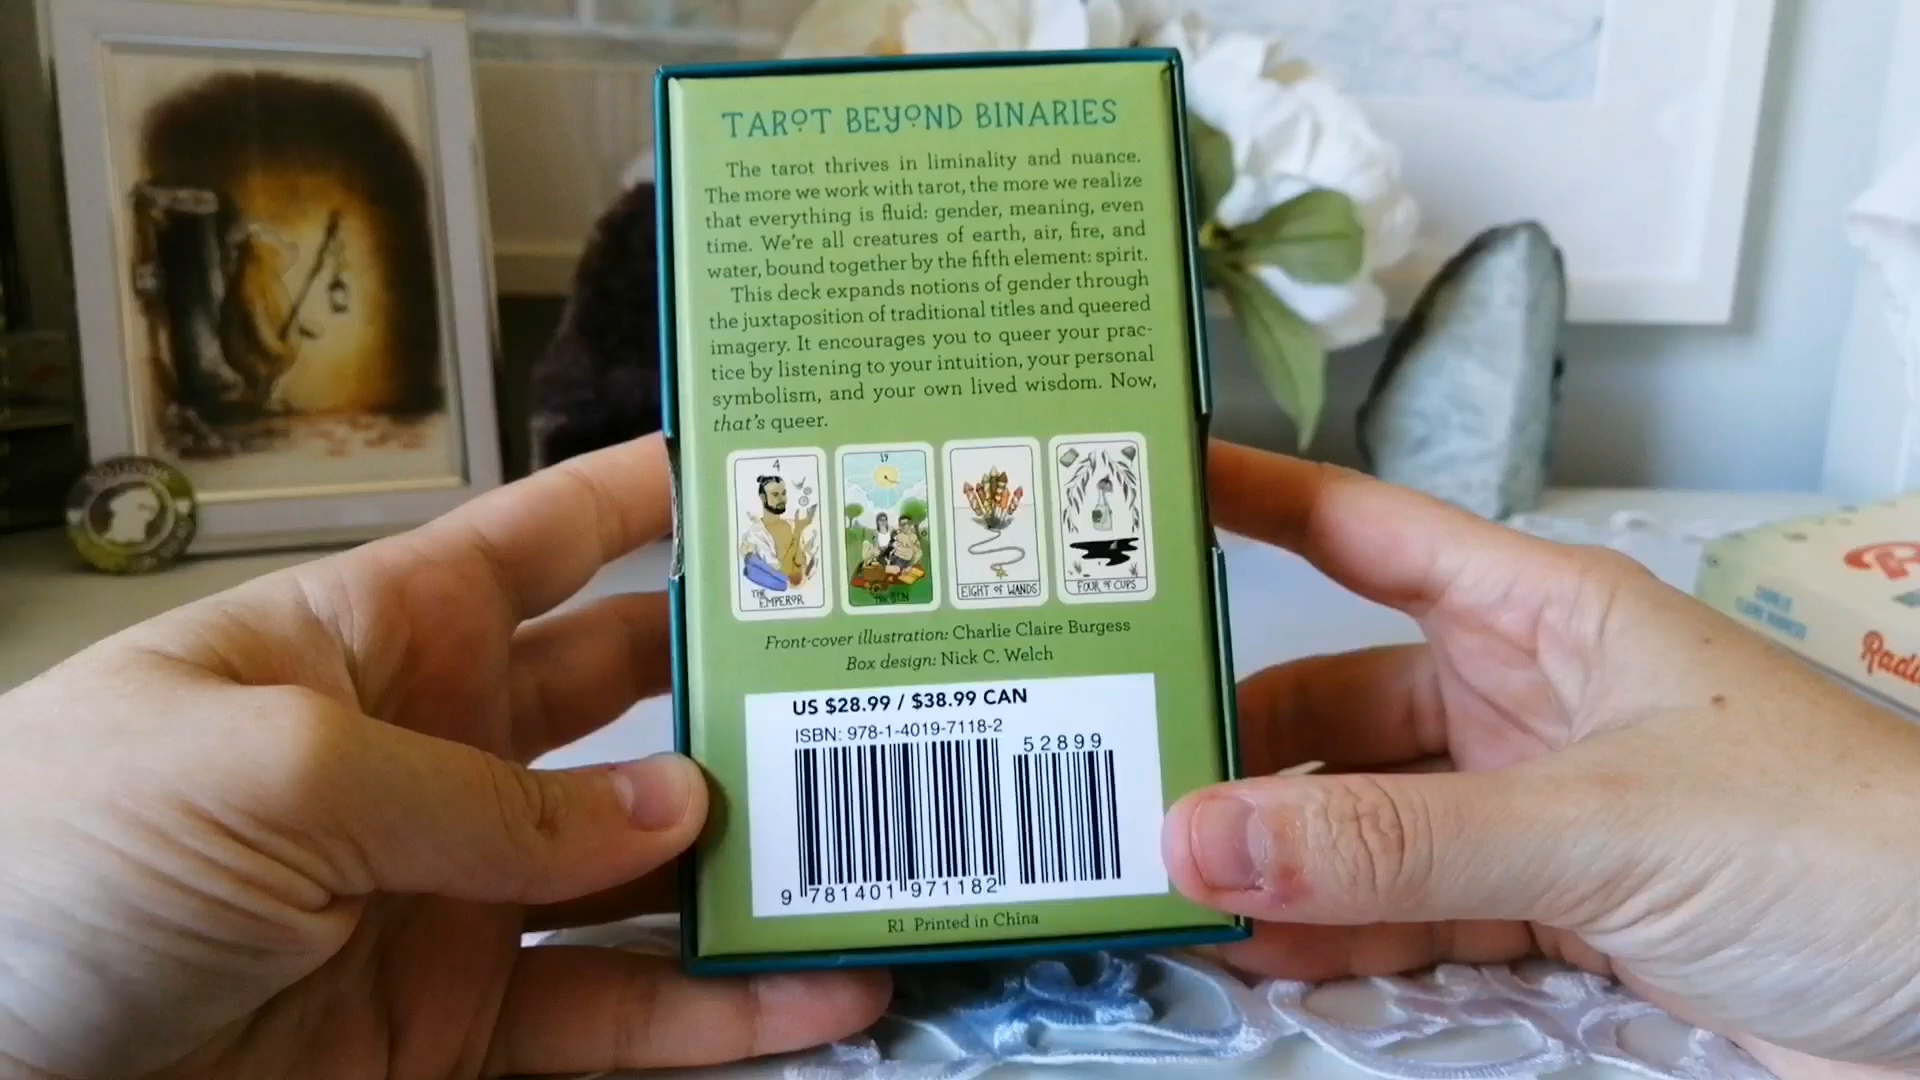 TAROT BEYOND BINARIES
The tarot thrives in liminality and nuance.
The more we work with tarot, the more we realize
that everything is fluid: gender, meaning, even
time. We're all creatures of earth, air, fire, and
water, bound together by the fifth element: spirit.
This deck expands notions of gender through
the juxtaposition of traditional titles and queered
imagery. It encourages you to queer your prac-
tice by listening to your intuition, your personal
symbolism, and your own lived wisdom. Now,
that's queer.
4
THE
EMPEROR
19
THE SUN
EIGHT OF WANDS
FOUR OF CUPS
Front-cover illustration: Charlie Claire Burgess
Box design: Nick C. Welch
US $28.99 / $38.99 CAN
ISBN: 978-1-4019-7118-2
52899
9 781401 971182
R1 Printed in China